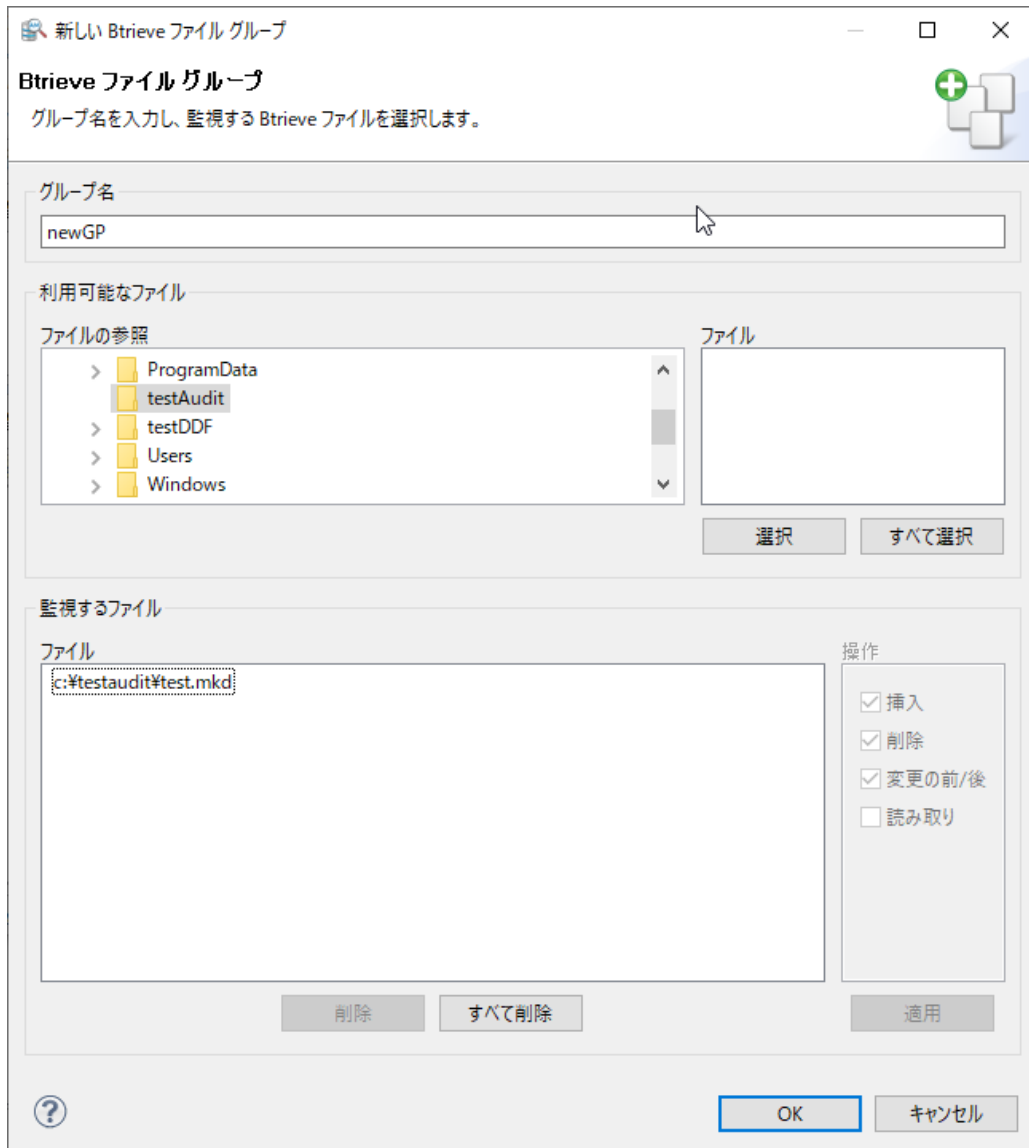 新しい Btrieve ファイル グループ
Btrieve ファイル グループ
グループ名を入力し、監視する Btrieve ファイルを選択します。
グループ名
newGP
利用可能なファイル
ファイルの参照
ProgramData
testAudit
testDDF
Users
Windows
ファイル
選択
すべて選択
監視するファイル
ファイル
c:¥testaudit¥test.mkd
操作
挿入
削除
変更の前/後
読み取り
削除
すべて削除
適用
?
OK
キャンセル